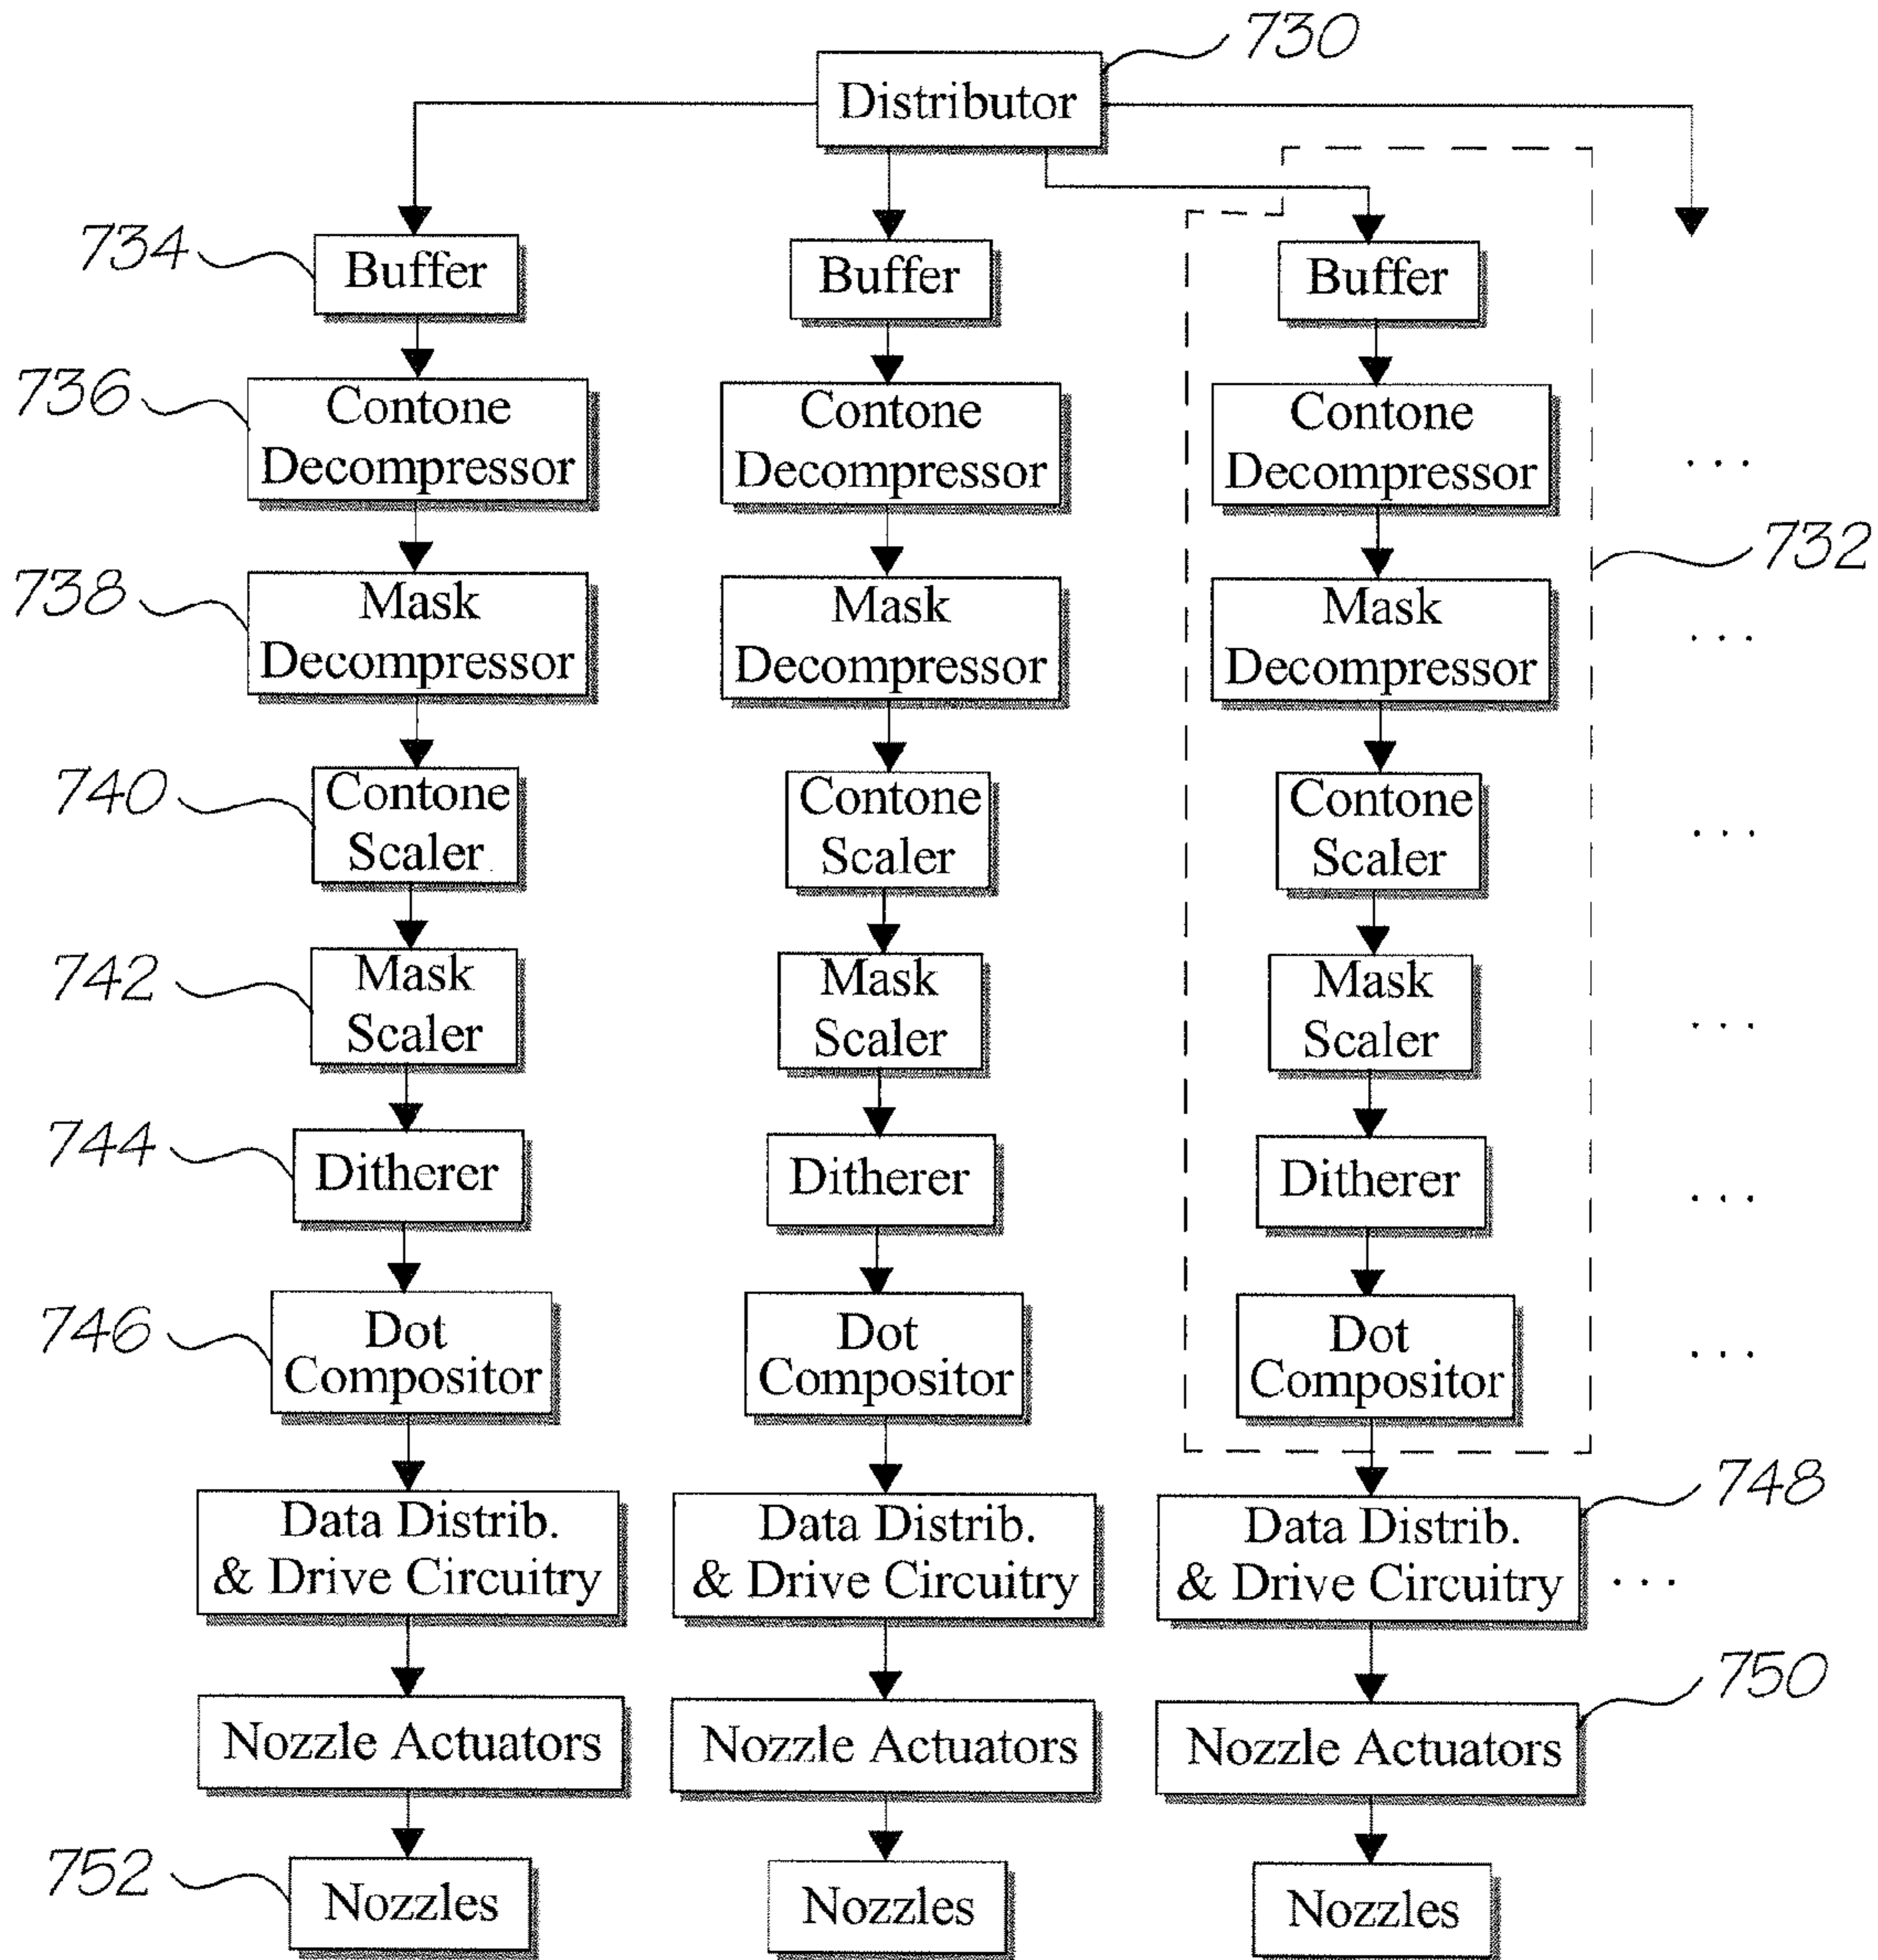 730
Distributor
734
Buffer
Buffer
Buffer
736
Contone
Decompressor
Contone
Decompressor
Contone
Decompressor
...
732
738
Mask
Decompressor
Mask
Decompressor
Mask
Decompressor
...
740
Contone
Scaler
Contone
Scaler
Contone
Scaler
...
742
Mask
Scaler
Mask
Scaler
Mask
Scaler
...
744
Ditherer
Ditherer
Ditherer
...
746
Dot
Compositor
Dot
Compositor
Dot
Compositor
...
748
Data Distrib.
& Drive Circuitry
Data Distrib.
& Drive Circuitry
Data Distrib.
& Drive Circuitry
...
750
Nozzle Actuators
Nozzle Actuators
Nozzle Actuators
752
Nozzles
Nozzles
Nozzles